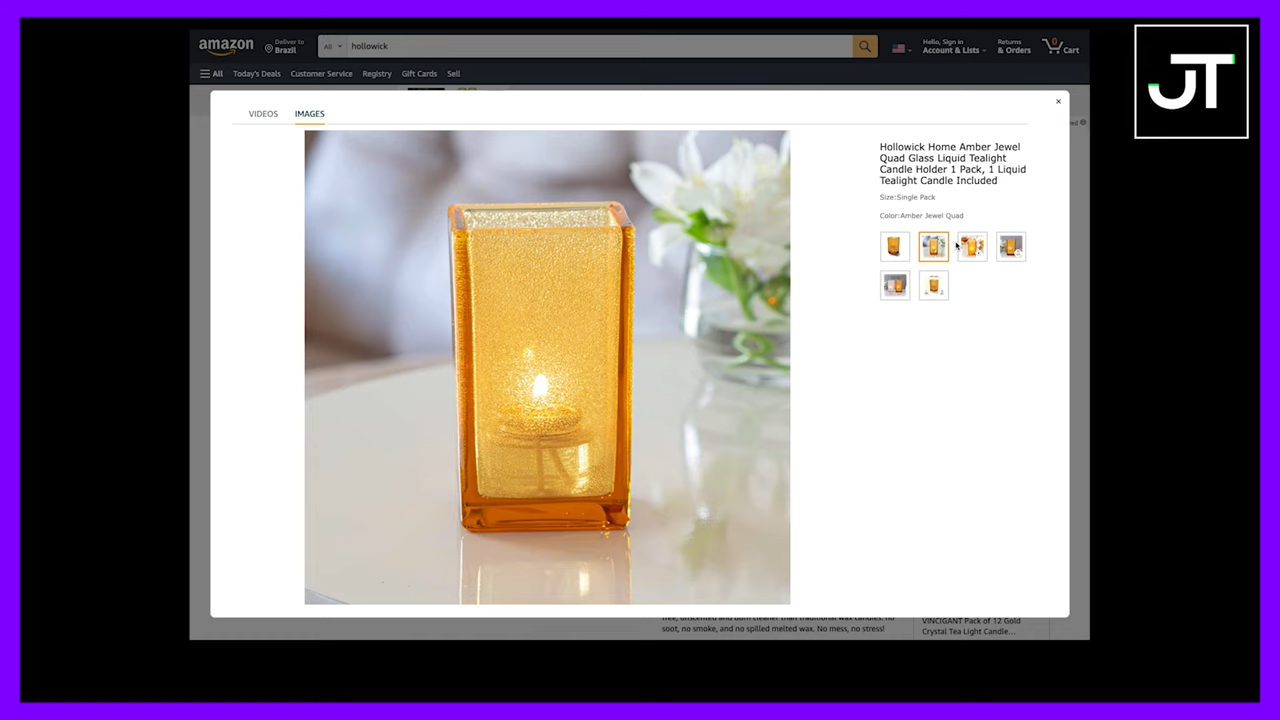 amazon
Deliver to
Brazil
All
hollowick
Hello, Sign in
Account & Lists
Returns
& Orders
0
Cart
All
Today's Deals
Customer Service
Registry
Gift Cards
Sell
JT
VIDEOS
IMAGES
×
Hollowick Home Amber Jewel
Quad Glass Liquid Tealight
Candle Holder 1 Pack, 1 Liquid
Tealight Candle Included
Size:Single Pack
Color:Amber Jewel Quad
soot, no smoke, and no spilled melted wax. No mess, no stress!
VINCIGANT Pack of 12 Gold
Crystal Tea Light Candle...